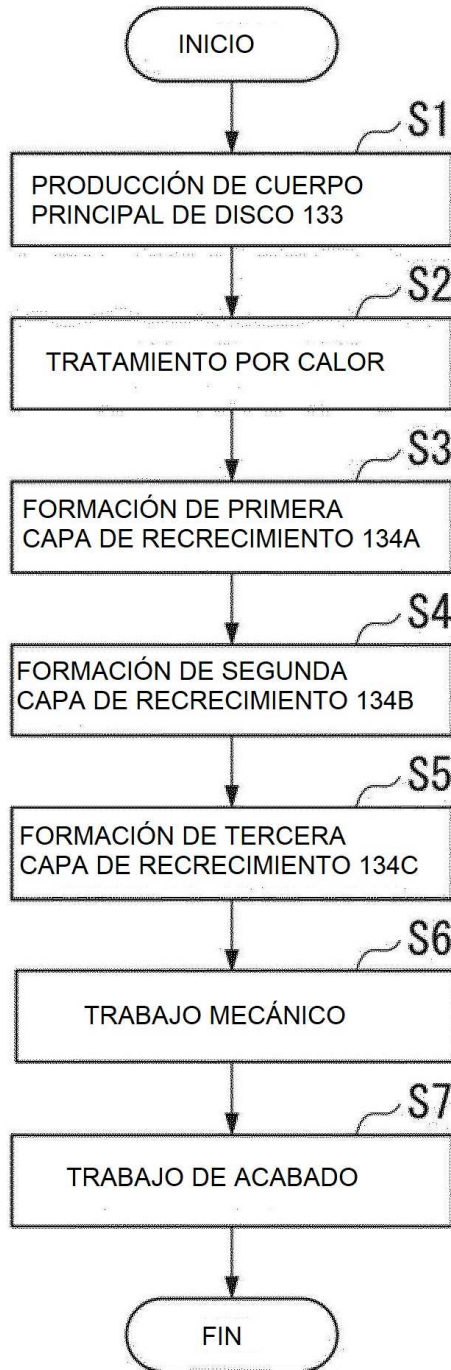 INICIO
S1
PRODUCCIÓN DE CUERPO
PRINCIPAL DE DISCO 133
S2
TRATAMIENTO POR CALOR
S3
FORMACIÓN DE PRIMERA
CAPA DE RECRECIMIENTO 134A
S4
FORMACIÓN DE SEGUNDA
CAPA DE RECRECIMIENTO 134B
S5
FORMACIÓN DE TERCERA
CAPA DE RECRECIMIENTO 134C
S6
TRABAJO MECÁNICO
S7
TRABAJO DE ACABADO
FIN